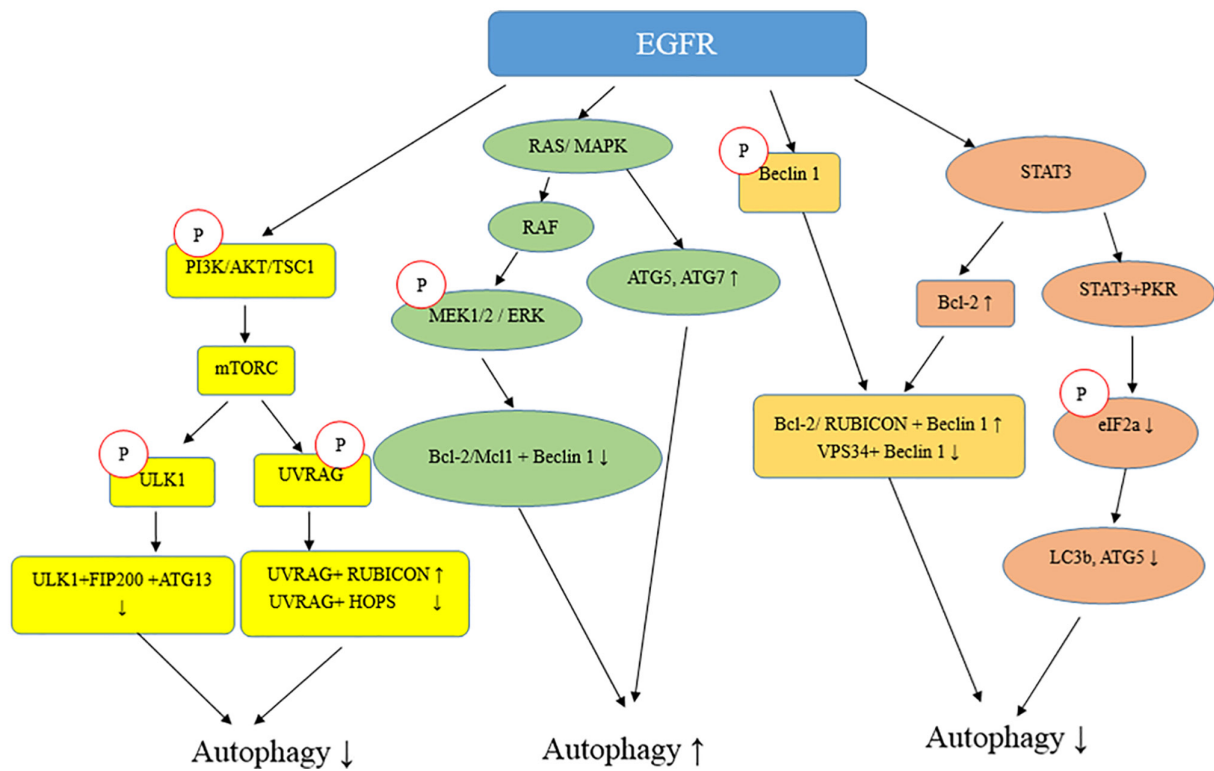 EGFR
P
PI3K/AKT/TSC1
mTORC
P
ULK1
P
UVRAG
ULK1+FIP200 +ATG13
↓
UVRAG+ RUBICON ↑
UVRAG+ HOPS ↓
Autophagy ↓
RAS/ MAPK
RAF
P
MEK1/2 / ERK
ATG5, ATG7 ↑
Bcl-2/Mcl1 + Beclin 1 ↓
Autophagy ↑
P
Beclin 1
STAT3
Bcl-2 ↑
STAT3+PKR
Bcl-2/ RUBICON + Beclin 1 ↑
VPS34+ Beclin 1 ↓
P
eIF2a ↓
LC3b, ATG5 ↓
Autophagy ↓